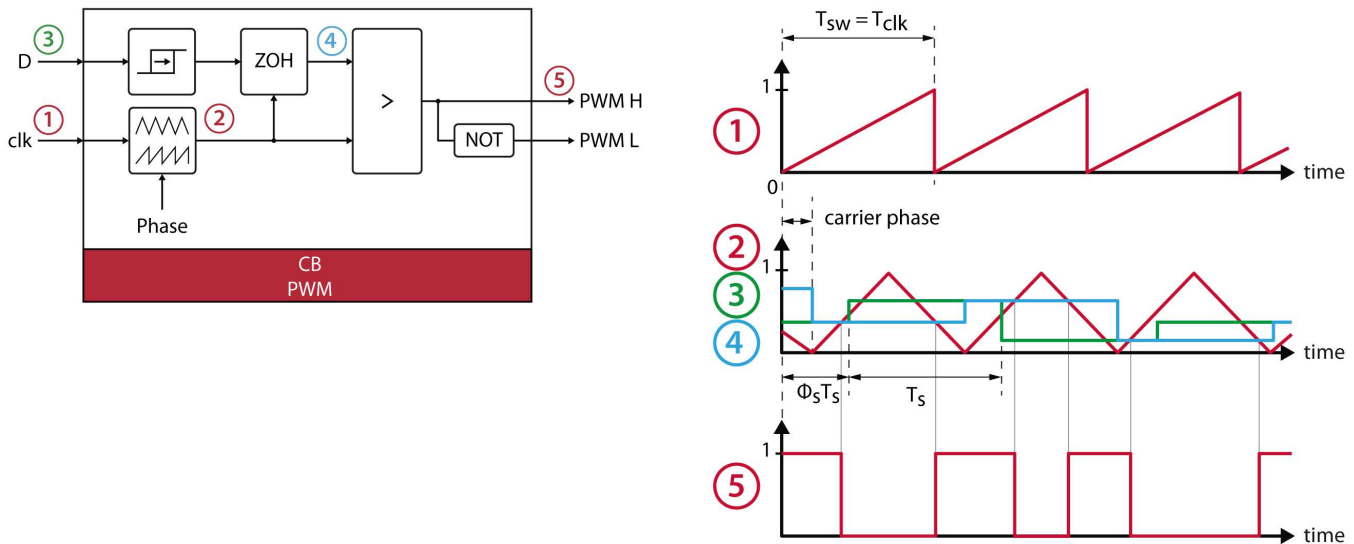 ③
D
ZOH
④
>
⑤
PWM H
①
clk
②
NOT
PWM L
Phase
CB
PWM
Tsw = Tclk
1
①
0
time
carrier phase
②
1
③
④
time
ΦsTs
Ts
1
⑤
time